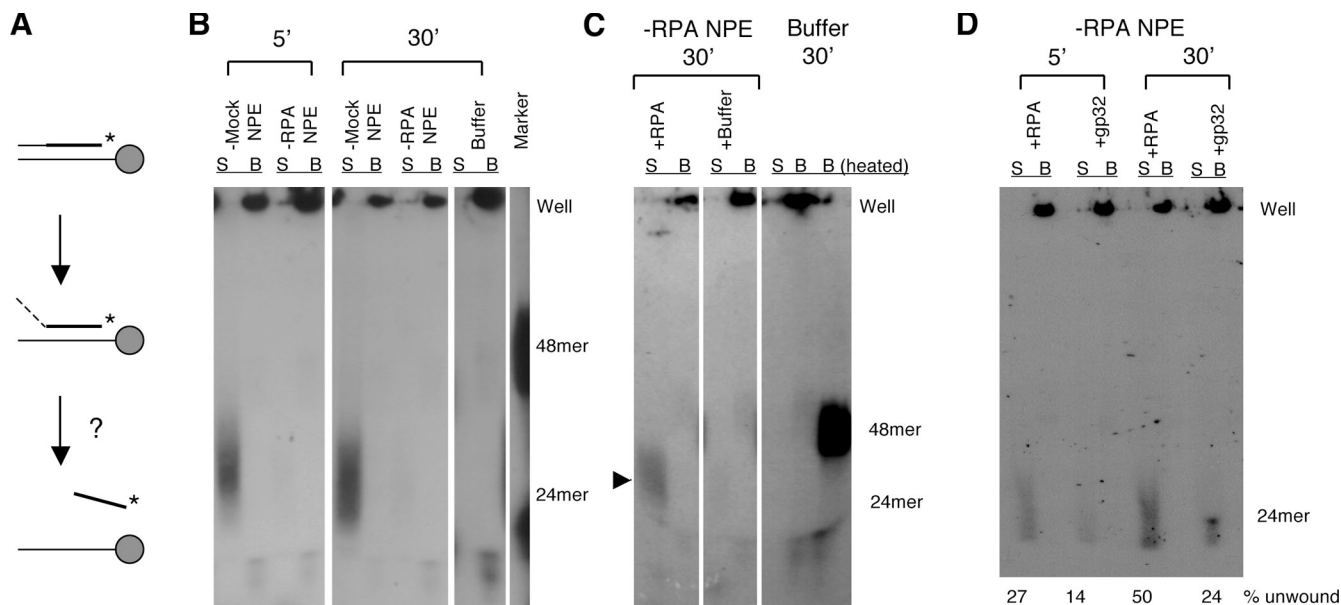 A
*
*
?
*
B
5’ 30’
-Mock NPE
-RPA NPE
-Mock NPE
-RPA NPE
Buffer
Marker
S B S B S B S B S B
Well
48mer
24mer
C
-RPA NPE Buffer
30’ 30’
+RPA
+Buffer
S B S B S B B (heated)
Well
48mer
24mer
D
-RPA NPE
5’ 30’
+RPA
+gp32
+RPA
+gp32
S B S B S B S B
Well
24mer
27 14 50 24 % unwound